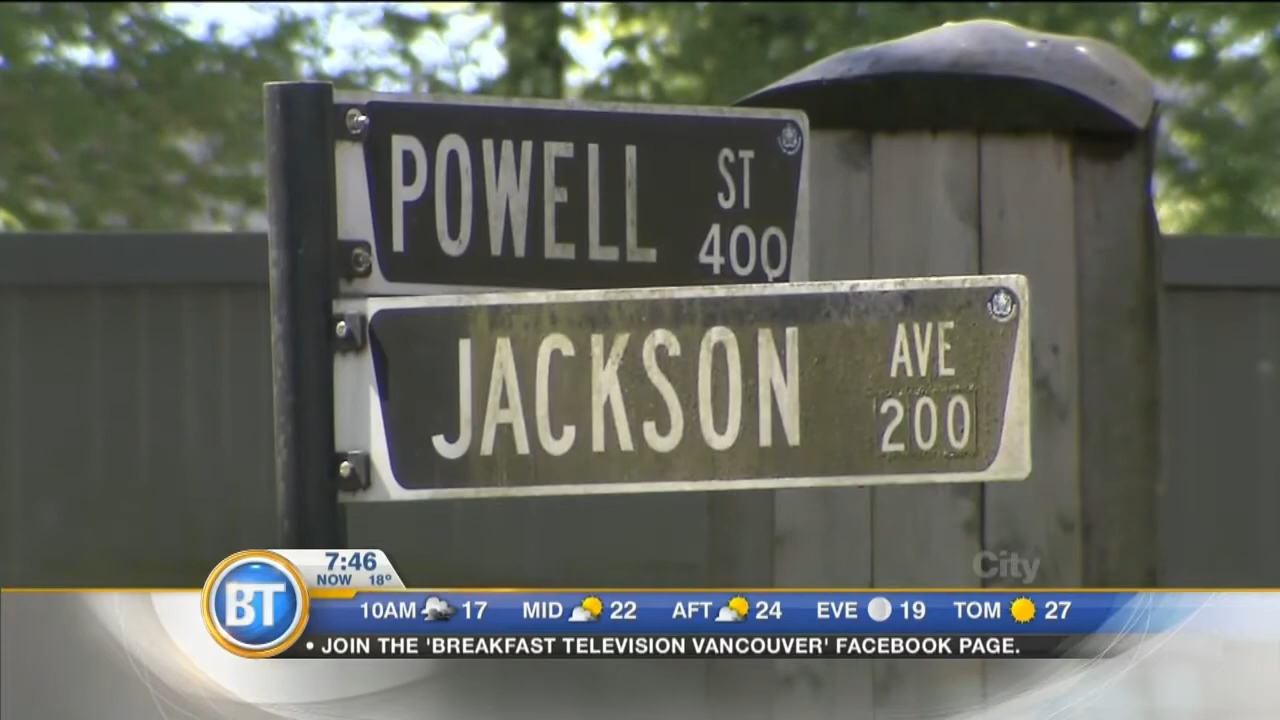 POWELL ST
400
JACKSON AVE
200
City
7:46
NOW 18°
BT
10AM 17 MID 22 AFT 24 EVE 19 TOM 27
• JOIN THE 'BREAKFAST TELEVISION VANCOUVER' FACEBOOK PAGE.